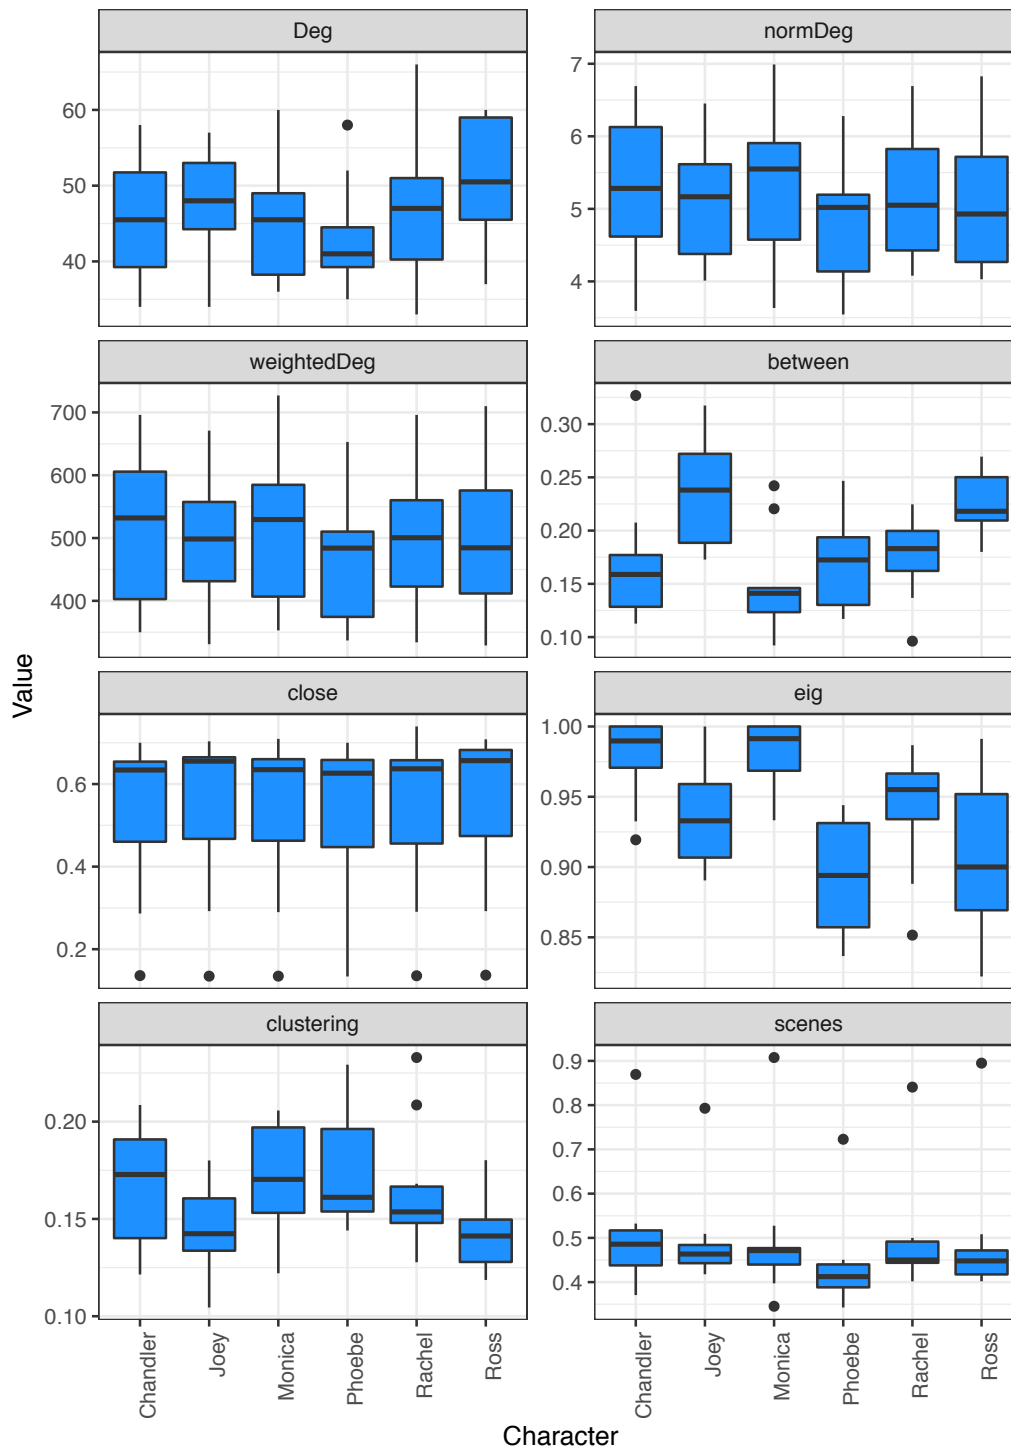 Deg
normDeg
60
50
40
7
6
5
4
weightedDeg
between
700
600
500
400
0.30
0.25
0.20
0.15
0.10
Value
close
eig
0.6
0.4
0.2
1.00
0.95
0.90
0.85
clustering
scenes
0.20
0.15
0.10
0.9
0.8
0.7
0.6
0.5
0.4
Chandler
Joey
Monica
Phoebe
Rachel
Ross
Chandler
Joey
Monica
Phoebe
Rachel
Ross
Character